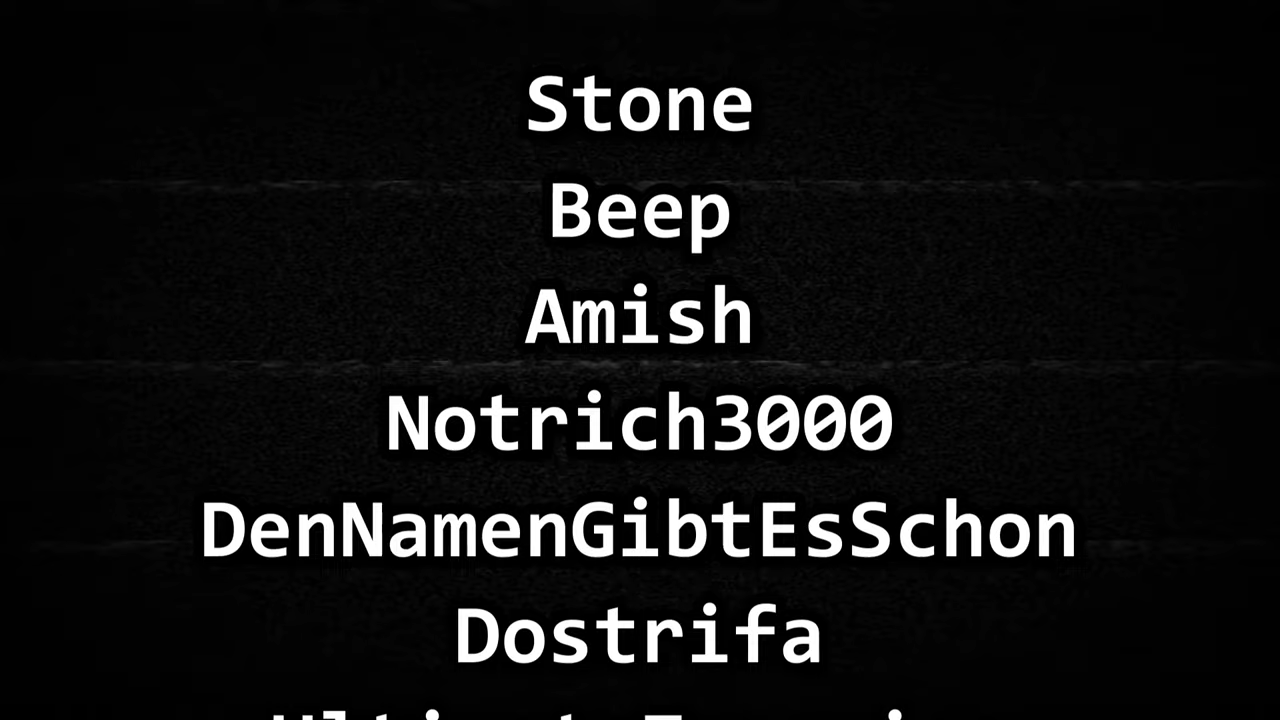 Stone
Beep
Amish
Notrich3000
DenNamenGibtEsSchon
Dostrifa